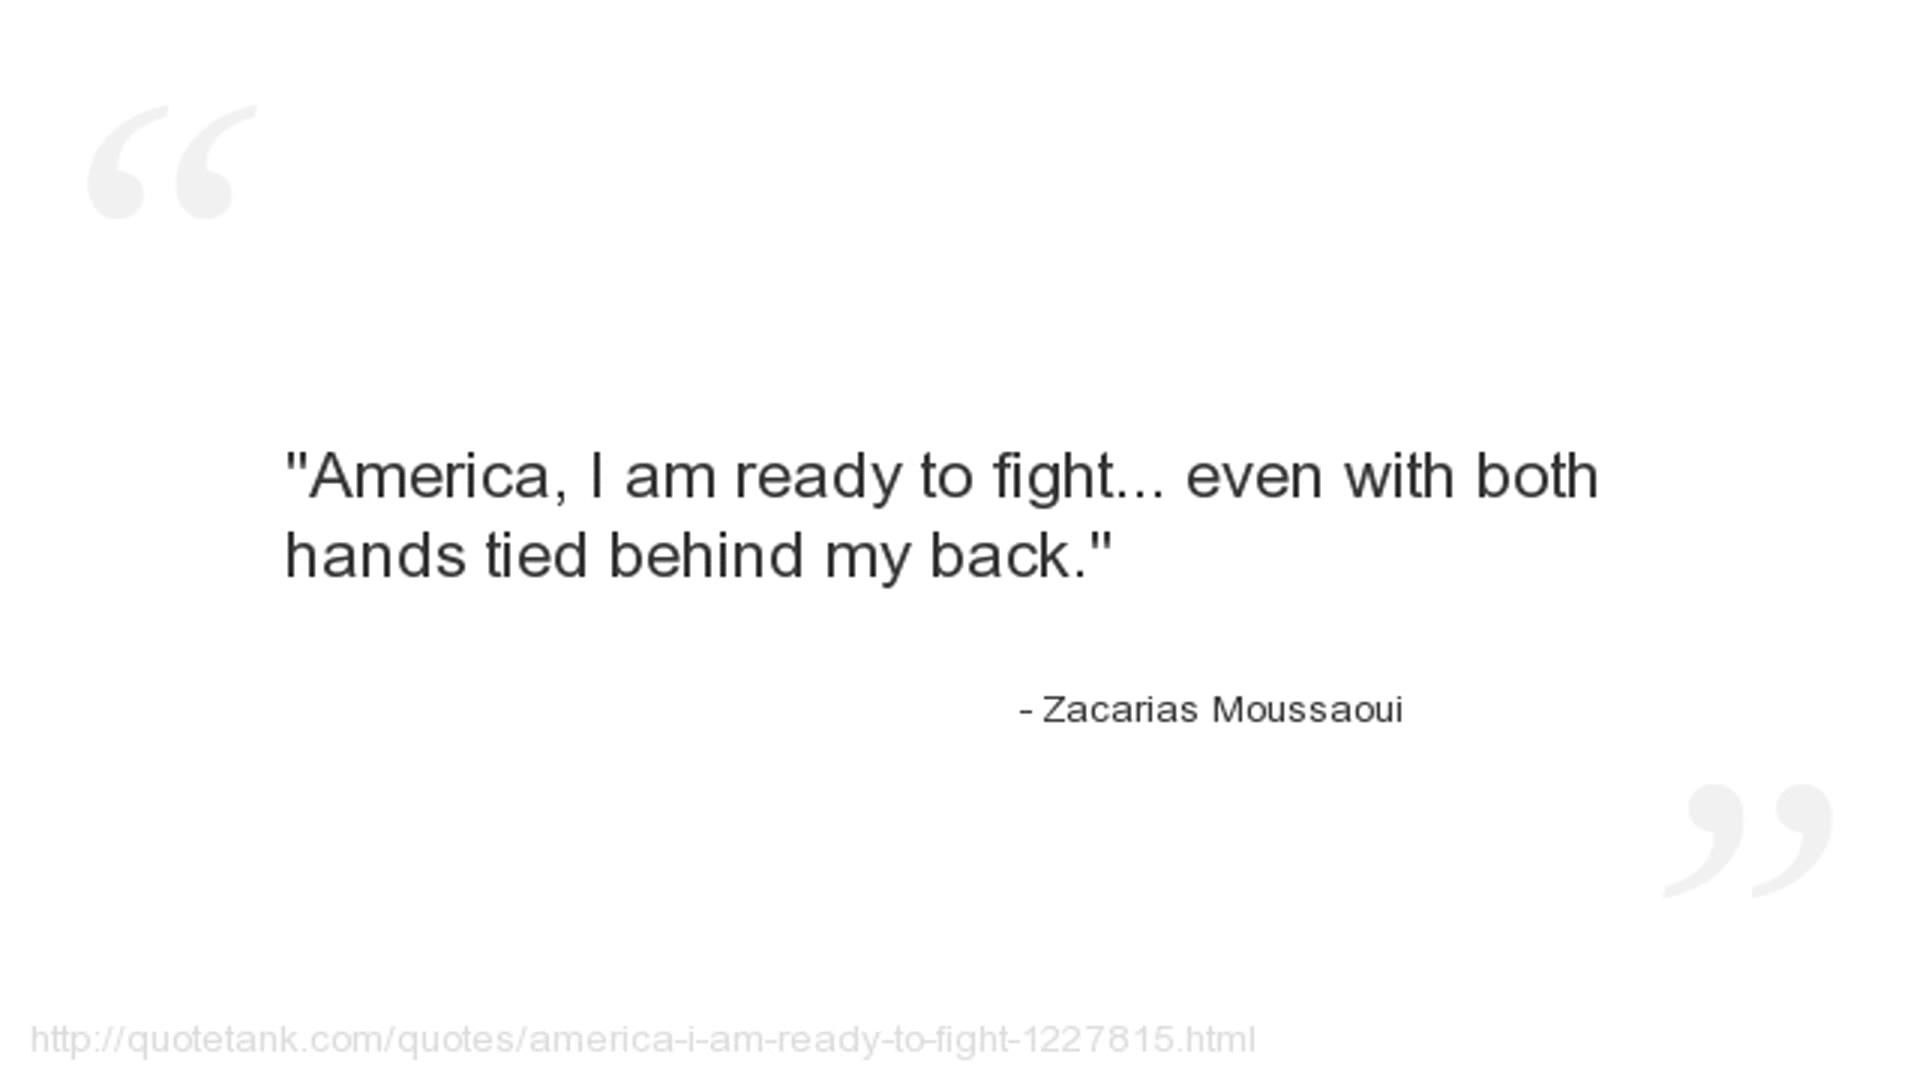 “
"America, I am ready to fight... even with both
hands tied behind my back."
- Zacarias Moussaoui
”
http://quotetank.com/quotes/america-i-am-ready-to-fight-1227815.html